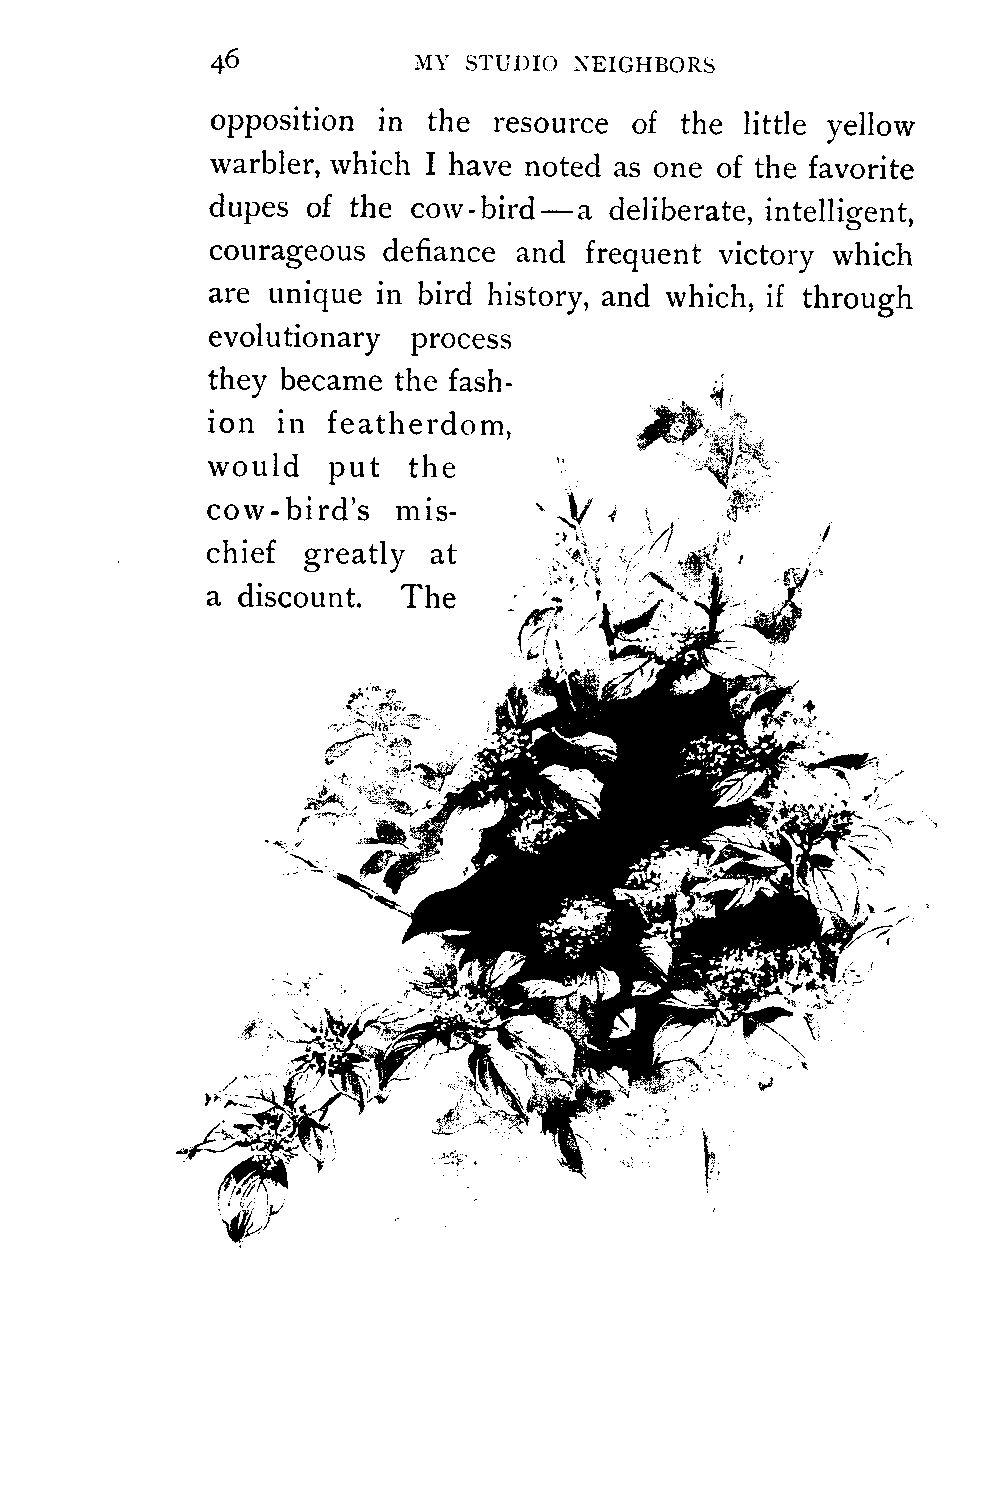 46 MY STUDIO NEIGHBORS
opposition in the resource of the little yellow
warbler, which I have noted as one of the favorite
dupes of the cow-bird—a deliberate, intelligent,
courageous defiance and frequent victory which
are unique in bird history, and which, if through
evolutionary process
they became the fash-
ion in featherdom,
would put the
cow-bird's mis-
chief greatly at
a discount. The